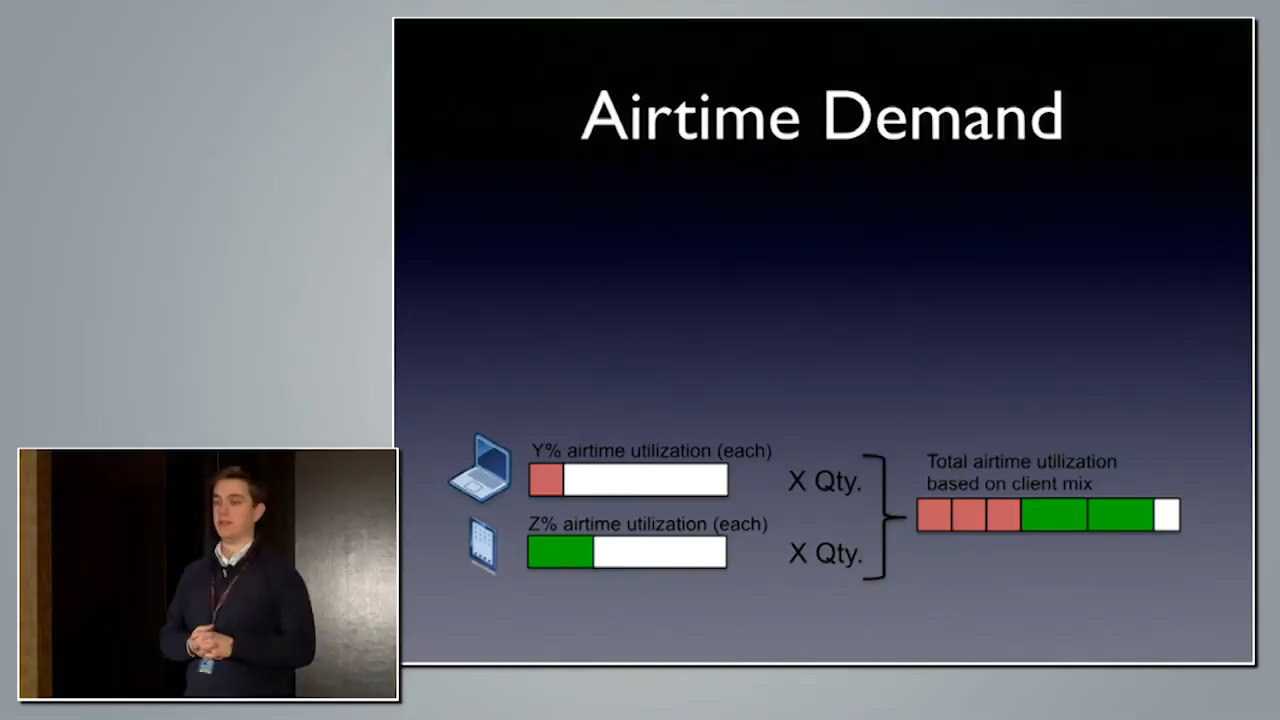 Airtime Demand
Y% airtime utilization (each)
X Qty.
Z% airtime utilization (each)
X Qty.
Total airtime utilization
based on client mix